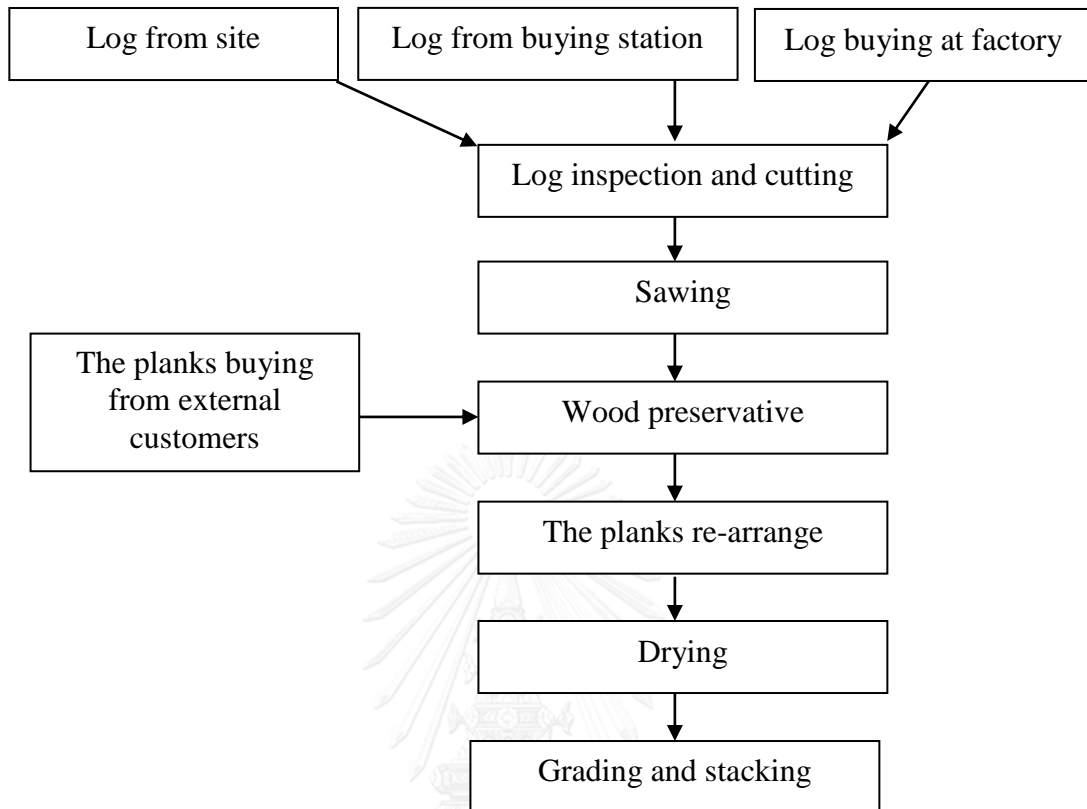 Log from site
Log from buying station
Log buying at factory
Log inspection and cutting
Sawing
The planks buying
from external
customers
Wood preservative
The planks re-arrange
Drying
Grading and stacking